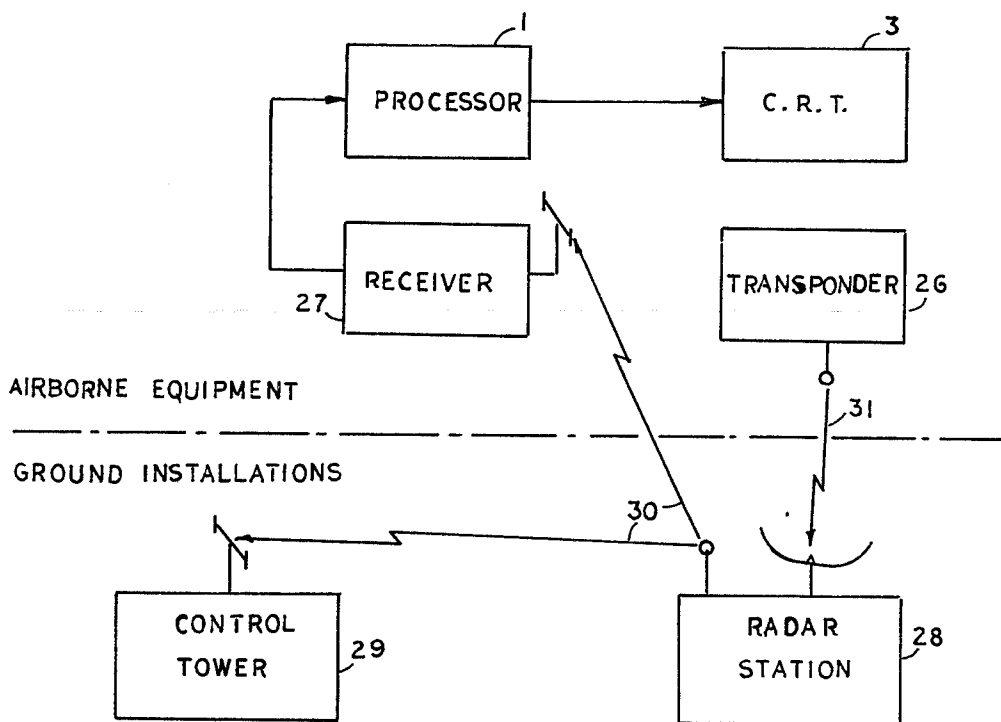 1
3
PROCESSOR
C. R. T.
RECEIVER
27
TRANSPONDER
26
AIRBORNE EQUIPMENT
31
GROUND INSTALLATIONS
30
CONTROL
TOWER
29
RADAR
STATION
28